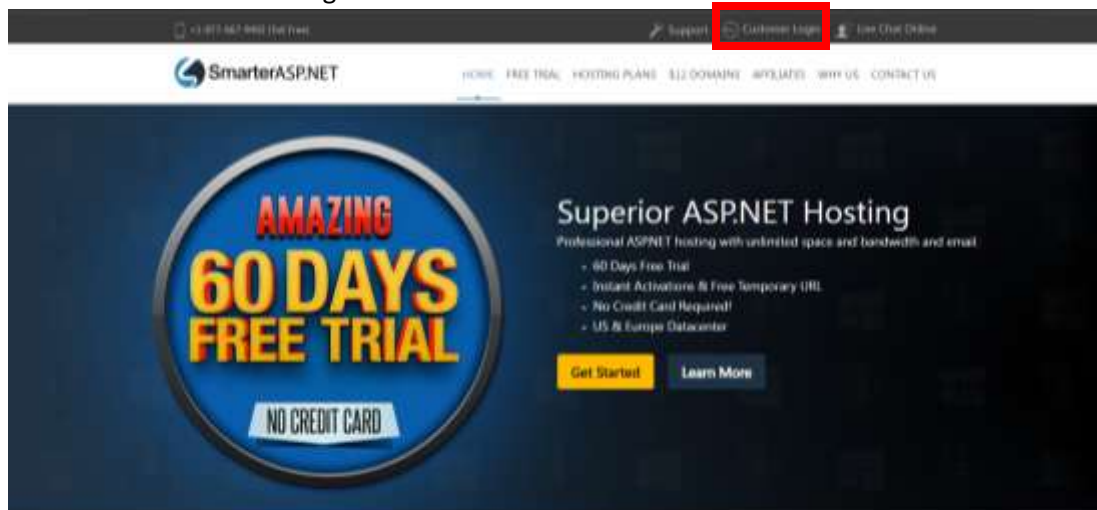 Support Customer Login Live Chat Online
SmarterASP.NET
HOME FREE TRIAL HOSTING PLANS $12 DOMAINS AFFILIATES WHY US CONTACT US
AMAZING
60 DAYS
FREE TRIAL
NO CREDIT CARD
Superior ASP.NET Hosting
Professional ASP.NET hosting with unlimited space and bandwidth and email
60 Days Free Trial
Instant Activations & Free Temporary URL
No Credit Card Required!
US & Europe Datacenter
Get Started Learn More